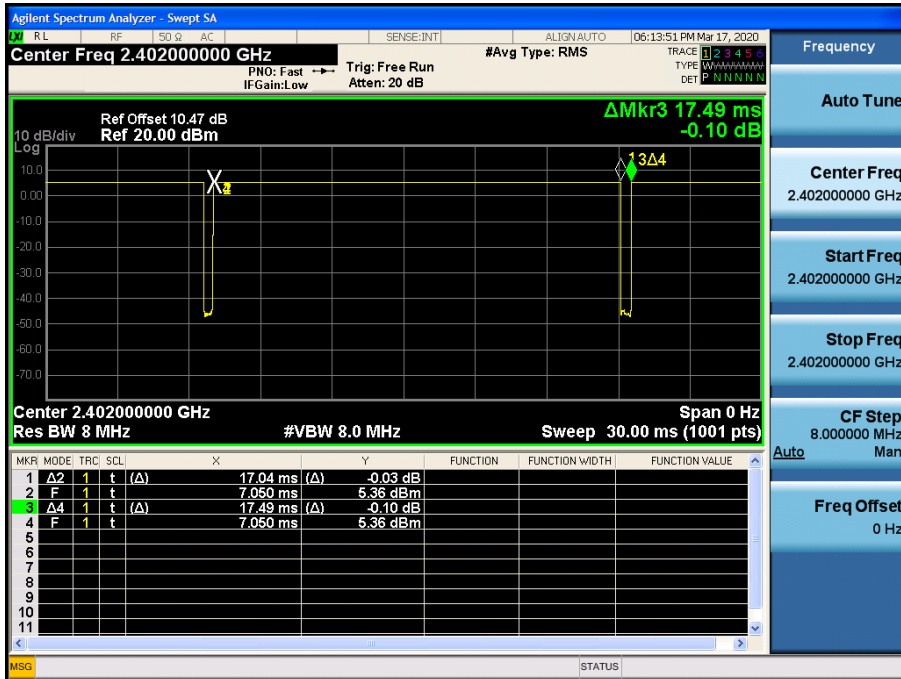 Agilent Spectrum Analyzer - Swept SA
LXI RL RF 50 Ω AC SENSE:INT ALIGN AUTO 06:13:51 PM Mar 17, 2020
Center Freq 2.402000000 GHz
PNO: Fast
IFGain:Low
Trig: Free Run
Atten: 20 dB
#Avg Type: RMS
TRACE 1 2 3 4 5 6
TYPE WWWWWW
DET P N N N N N
Ref Offset 10.47 dB
10 dB/div Ref 20.00 dBm
Log
ΔMkr3 17.49 ms
-0.10 dB
10.0
0.00
-10.0
-20.0
-30.0
-40.0
-50.0
-60.0
-70.0
X
13Δ4
Center 2.402000000 GHz Span 0 Hz
Res BW 8 MHz #VBW 8.0 MHz Sweep 30.00 ms (1001 pts)
MKR MODE TRC SCL X Y FUNCTION FUNCTION WIDTH FUNCTION VALUE
1 Δ2 1 t (Δ) 17.04 ms (Δ) -0.03 dB
2 F 1 t 7.050 ms 5.36 dBm
3 Δ4 1 t (Δ) 17.49 ms (Δ) -0.10 dB
4 F 1 t 7.050 ms 5.36 dBm
5
6
7
8
9
10
11
MSG STATUS
Frequency
Auto Tune
Center Freq
2.402000000 GHz
Start Freq
2.402000000 GHz
Stop Freq
2.402000000 GHz
CF Step
8.000000 MHz
Auto Man
Freq Offset
0 Hz